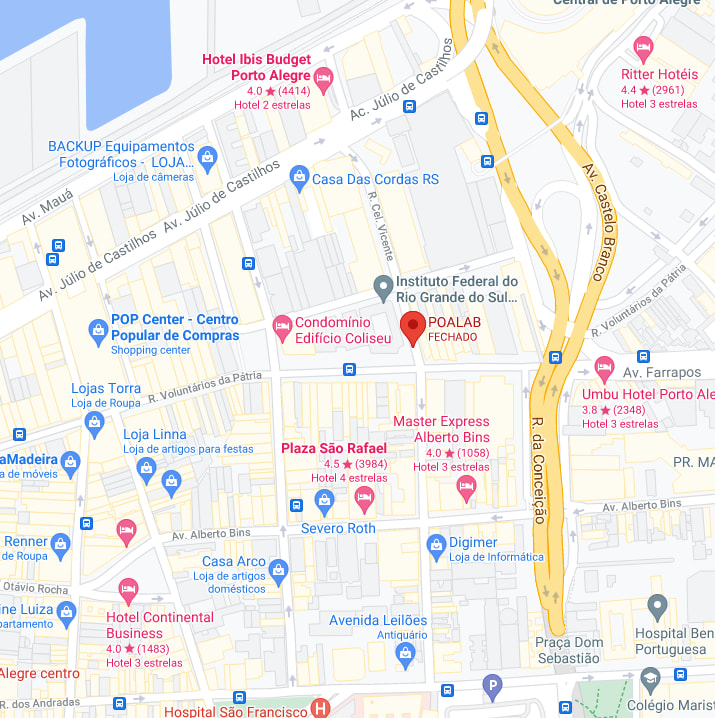 Central de Porto Alegre
Hotel Ibis Budget
Porto Alegre
4.0 ★ (4414)
Hotel 2 estrelas
Ac. Júlio de Castilhos
Ritter Hotéis
4.4 ★ (2961)
Hotel 3 estrelas
BACKUP Equipamentos
Fotográficos - LOJA...
Loja de câmeras
Casa Das Cordas RS
Av. Mauá
Av. Júlio de Castilhos
Av. Júlio de Castilhos
R. Cel. Vicente
Av. Castelo Branco
Instituto Federal do
Rio Grande do Sul...
R. Voluntários da Pátria
POP Center - Centro
Popular de Compras
Shopping center
Condomínio
Edifício Coliseu
POALAB
FECHADO
R. Voluntários da Pátria
Av. Farrapos
Lojas Torra
Loja de Roupa
Umbu Hotel Porto Ale
3.8 ★ (2348)
Hotel 3 estrelas
Loja Linna
Loja de artigos para festas
Master Express
Alberto Bins
4.0 ★ (1058)
Hotel 3 estrelas
Plaza São Rafael
4.5 ★ (3984)
Hotel 4 estrelas
R. da Conceição
aMadeira
a de móveis
PR. MA
Severo Roth
Av. Alberto Bins
Av. Alberto Bins
Renner
de Roupa
Digimer
Loja de Informática
Casa Arco
Loja de artigos
domésticos
Otávio Rocha
ne Luiza
partamento
Hotel Continental
Business
4.0 ★ (1483)
Hotel 3 estrelas
Avenida Leilões
Antiquário
Praça Dom
Sebastião
Hospital Ben
Portuguesa
Alegre centro
R. dos Andradas
Hospital São Francisco
H
P
Colégio Marist